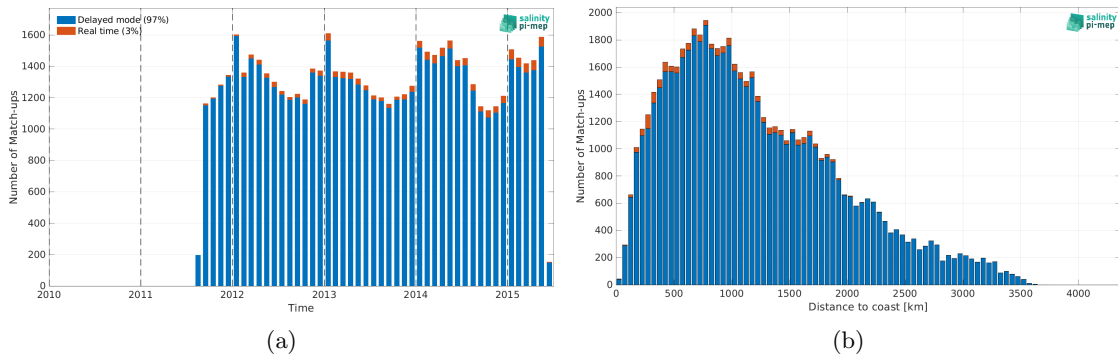 Delayed mode (97%)
Real time (3%)
salinity
pi-mep
Number of Match-ups
1600
1400
1200
1000
800
600
400
200
0
2010 2011 2012 2013 2014 2015
Time
(a)
salinity
pi-mep
Number of Match-ups
2000
1800
1600
1400
1200
1000
800
600
400
200
0
0 500 1000 1500 2000 2500 3000 3500 4000
Distance to coast [km]
(b)